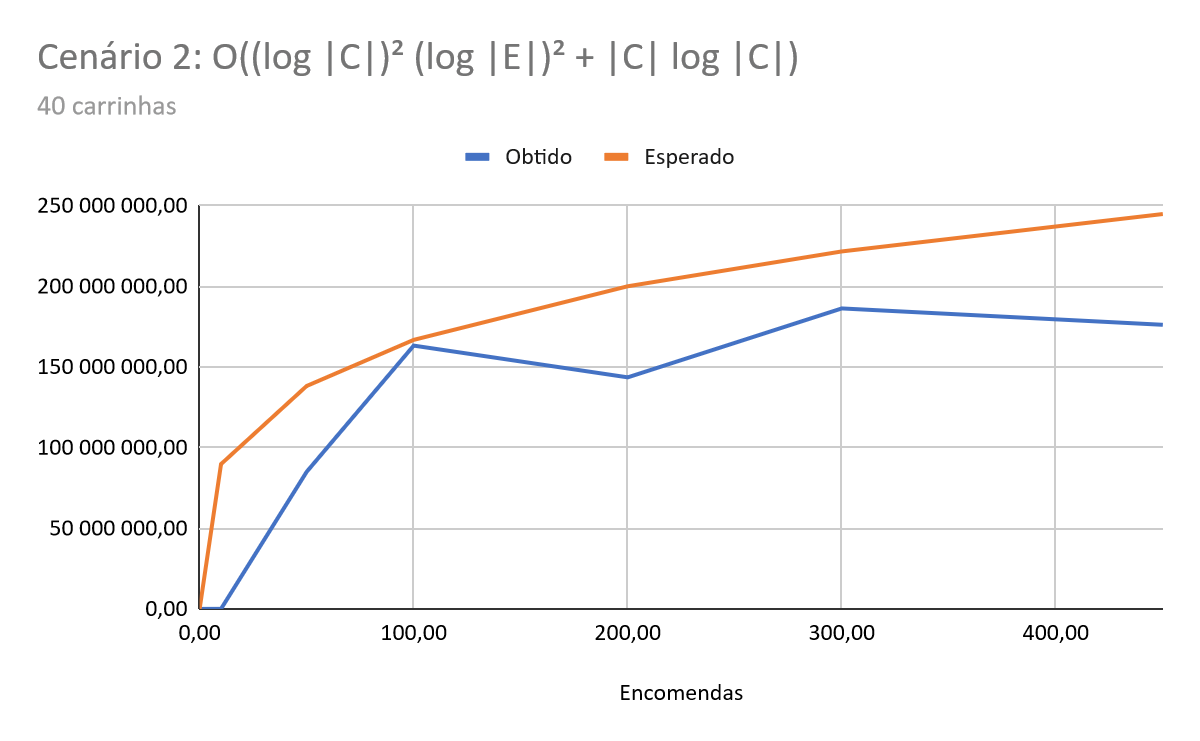 Cenário 2: O((log |C|)² (log |E|)² + |C| log |C|)
40 carrinhas
Obtido Esperado
250 000 000,00
200 000 000,00
150 000 000,00
100 000 000,00
50 000 000,00
0,00
0,00 100,00 200,00 300,00 400,00
Encomendas